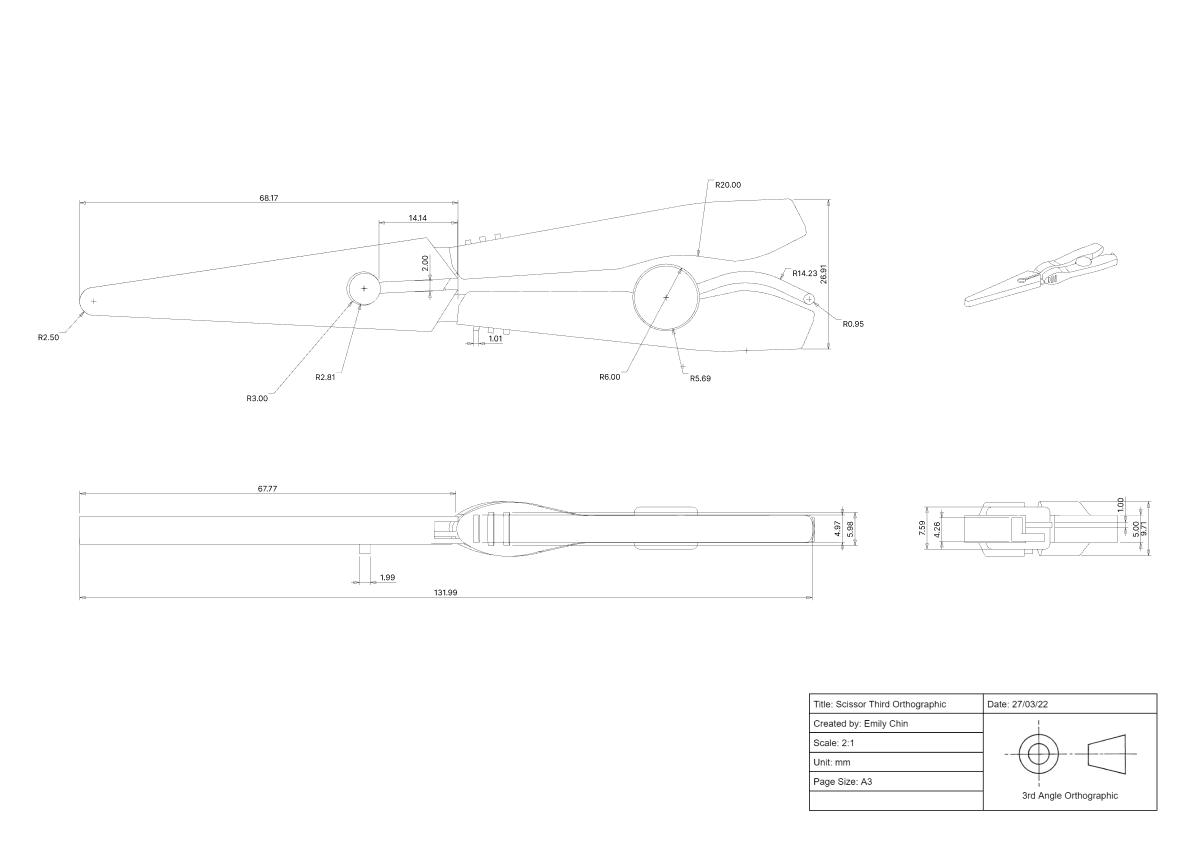 R20.00
68.17
14.14
2.00
R14.23
26.91
R2.50
R0.95
1.01
R2.81
R6.00
R5.69
R3.00
67.77
4.97
5.98
1.99
131.99
7.59
4.26
1.00
5.00
9.71
Title: Scissor Third Orthographic
Date: 27/03/22
Created by: Emily Chin
Scale: 2:1
Unit: mm
Page Size: A3
3rd Angle Orthographic